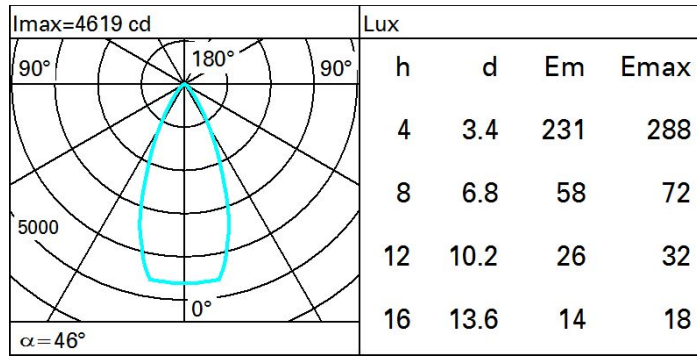 Imax=4619 cd
90° 180° 90°
5000
0°
α=46°
Lux
h d Em Emax
4 3.4 231 288
8 6.8 58 72
12 10.2 26 32
16 13.6 14 18